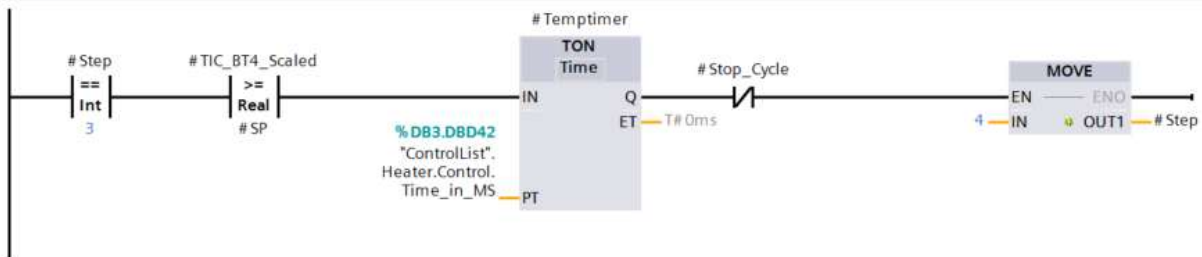 #Temptimer
TON
Time
#Step
==
Int
3
#TIC_BT4_Scaled
>=
Real
#SP
IN
Q
ET
T#0ms
%DB3.DBD42
"ControlList".
Heater.Control.
Time_in_MS
PT
#Stop_Cycle
MOVE
EN
ENO
4
IN
OUT1
#Step